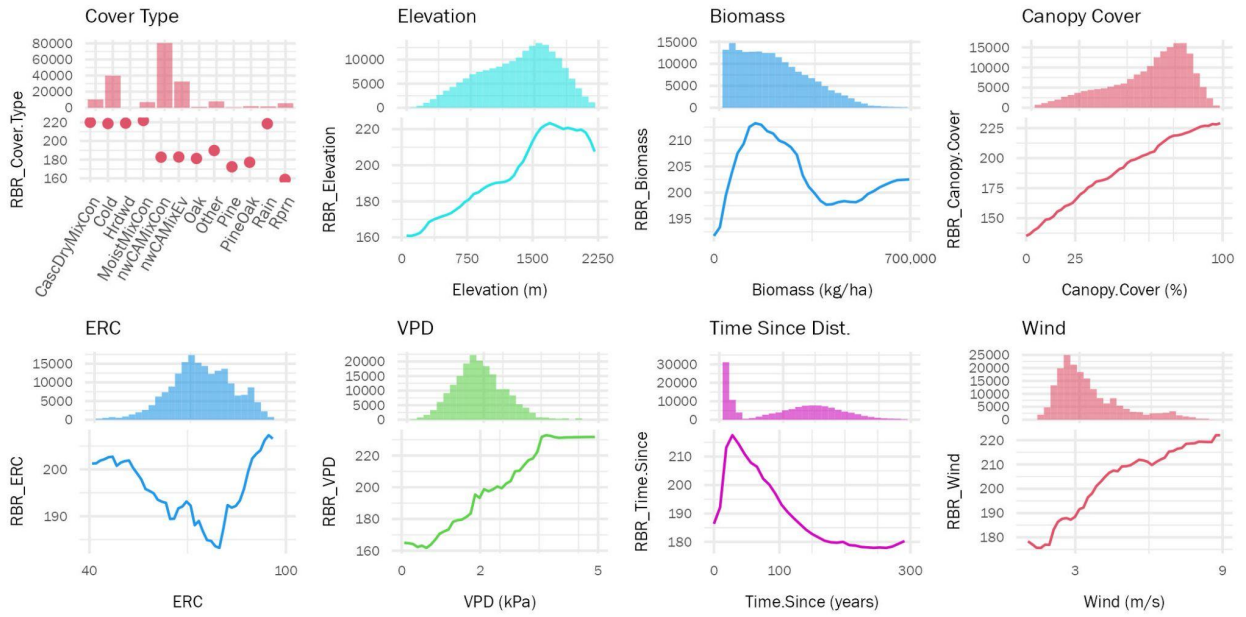 Cover Type
80000
60000
40000
20000
0
RBR_Cover.Type
220
200
180
160
CascDryMixCon
Cold
Hrdwd
MoistMixCon
nwCAMixCon
nwCAMixEv
Oak
Other
Pine
PineOak
Rain
Rprn
Elevation
10000
5000
0
RBR_Elevation
220
200
180
160
0 750 1500 2250
Elevation (m)
Biomass
15000
10000
5000
0
RBR_Biomass
210
205
200
195
0 700,000
Biomass (kg/ha)
Canopy Cover
15000
10000
5000
0
RBR_Canopy.Cover
225
200
175
150
0 25 100
Canopy.Cover (%)
ERC
15000
10000
5000
0
RBR_ERC
200
190
40 100
ERC
VPD
20000
15000
10000
5000
0
RBR_VPD
220
200
180
160
0 2 5
VPD (kPa)
Time Since Dist.
30000
20000
10000
0
RBR_Time.Since
210
200
190
180
0 100 300
Time.Since (years)
Wind
25000
20000
15000
10000
5000
0
RBR_Wind
220
210
200
190
180
3 9
Wind (m/s)